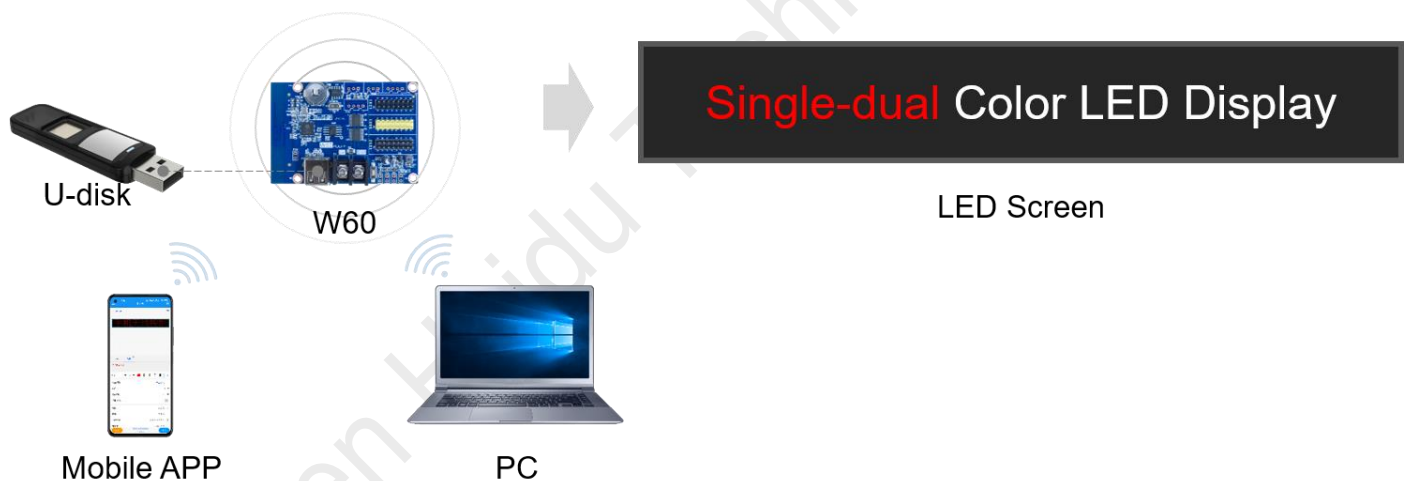 Single-dual Color LED Display
U-disk
W60
LED Screen
Mobile APP
PC